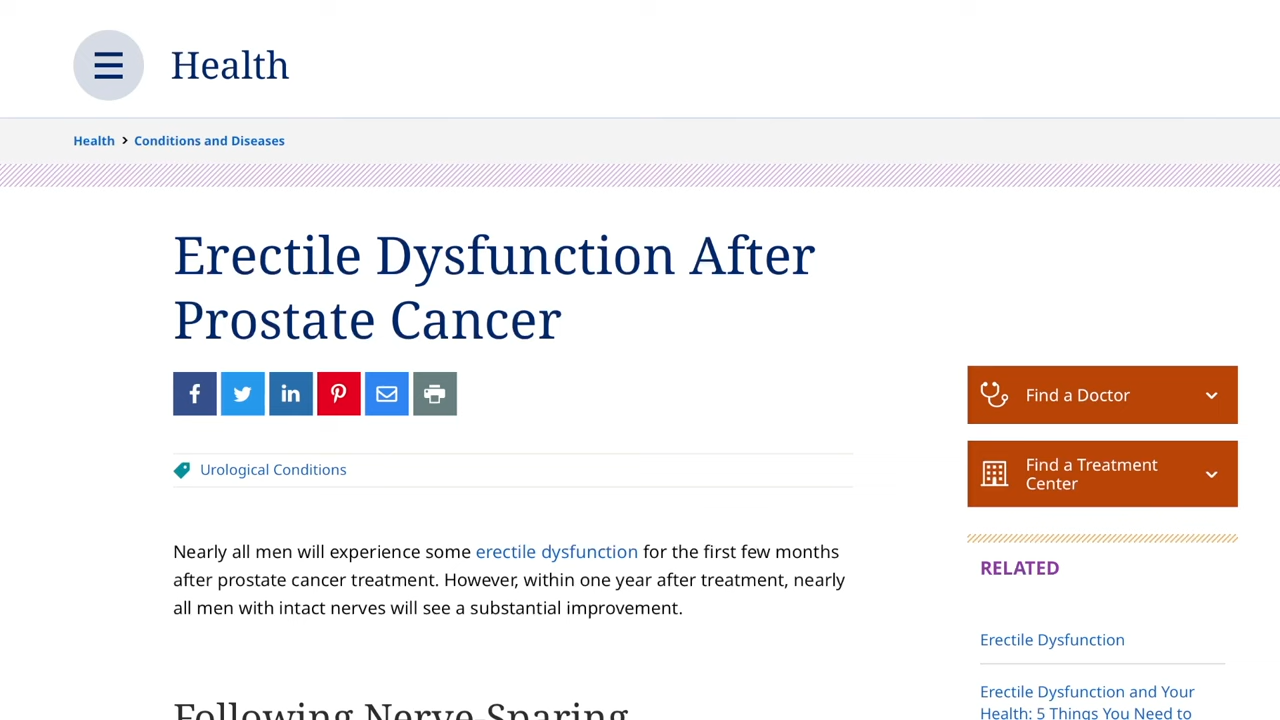 Health
Health > Conditions and Diseases
Erectile Dysfunction After
Prostate Cancer
Urological Conditions
Nearly all men will experience some erectile dysfunction for the first few months
after prostate cancer treatment. However, within one year after treatment, nearly
all men with intact nerves will see a substantial improvement.
Following Nerve-Sparing
Find a Doctor
Find a Treatment
Center
RELATED
Erectile Dysfunction
Erectile Dysfunction and Your
Health: 5 Things You Need to